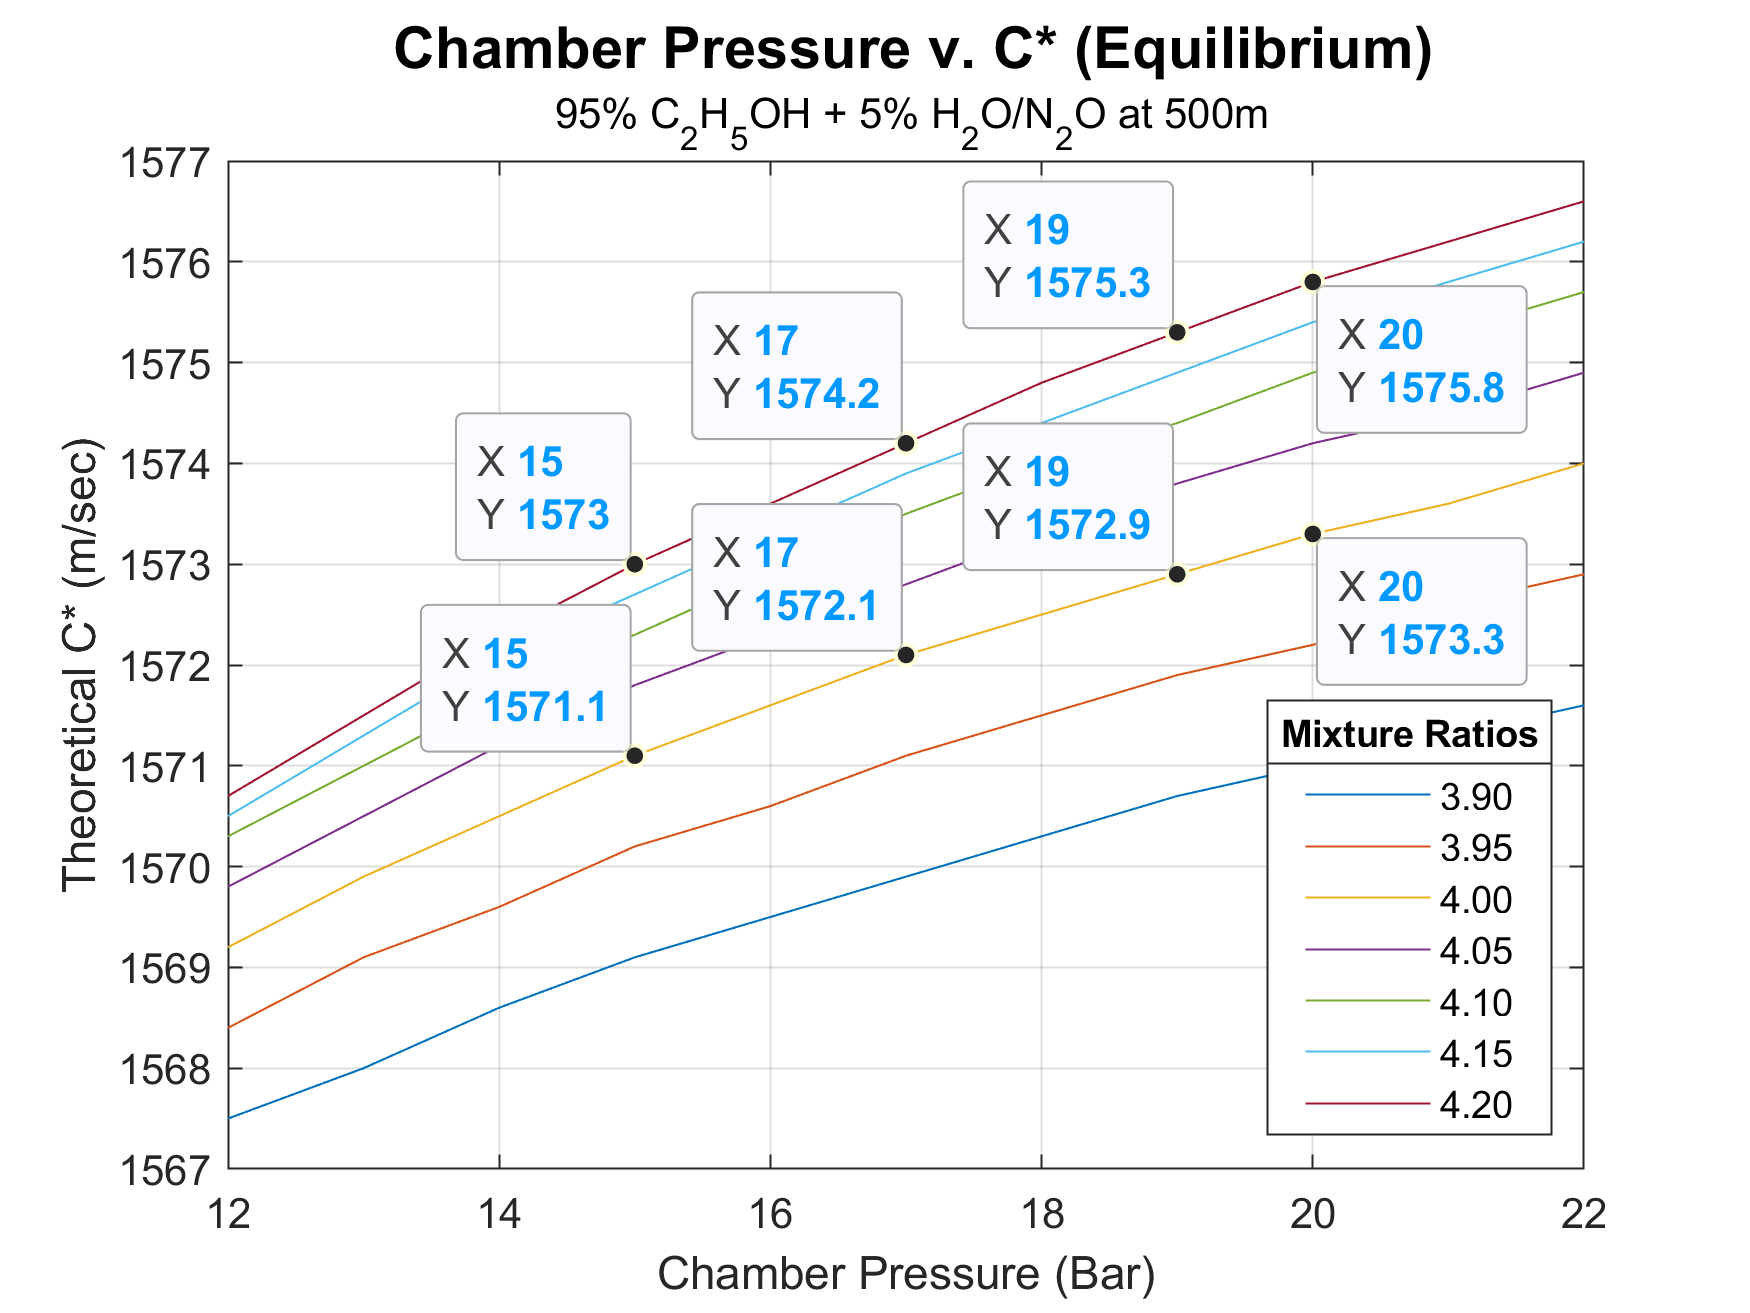 Chamber Pressure v. C* (Equilibrium)
95% C2H5OH + 5% H2O/N2O at 500m
Theoretical C* (m/sec)
1577
1576
1575
1574
1573
1572
1571
1570
1569
1568
1567
X 19
Y 1575.3
X 17
Y 1574.2
X 20
Y 1575.8
X 15
Y 1573
X 19
Y 1572.9
X 17
Y 1572.1
X 20
Y 1573.3
X 15
Y 1571.1
Mixture Ratios
3.90
3.95
4.00
4.05
4.10
4.15
4.20
12 14 16 18 20 22
Chamber Pressure (Bar)